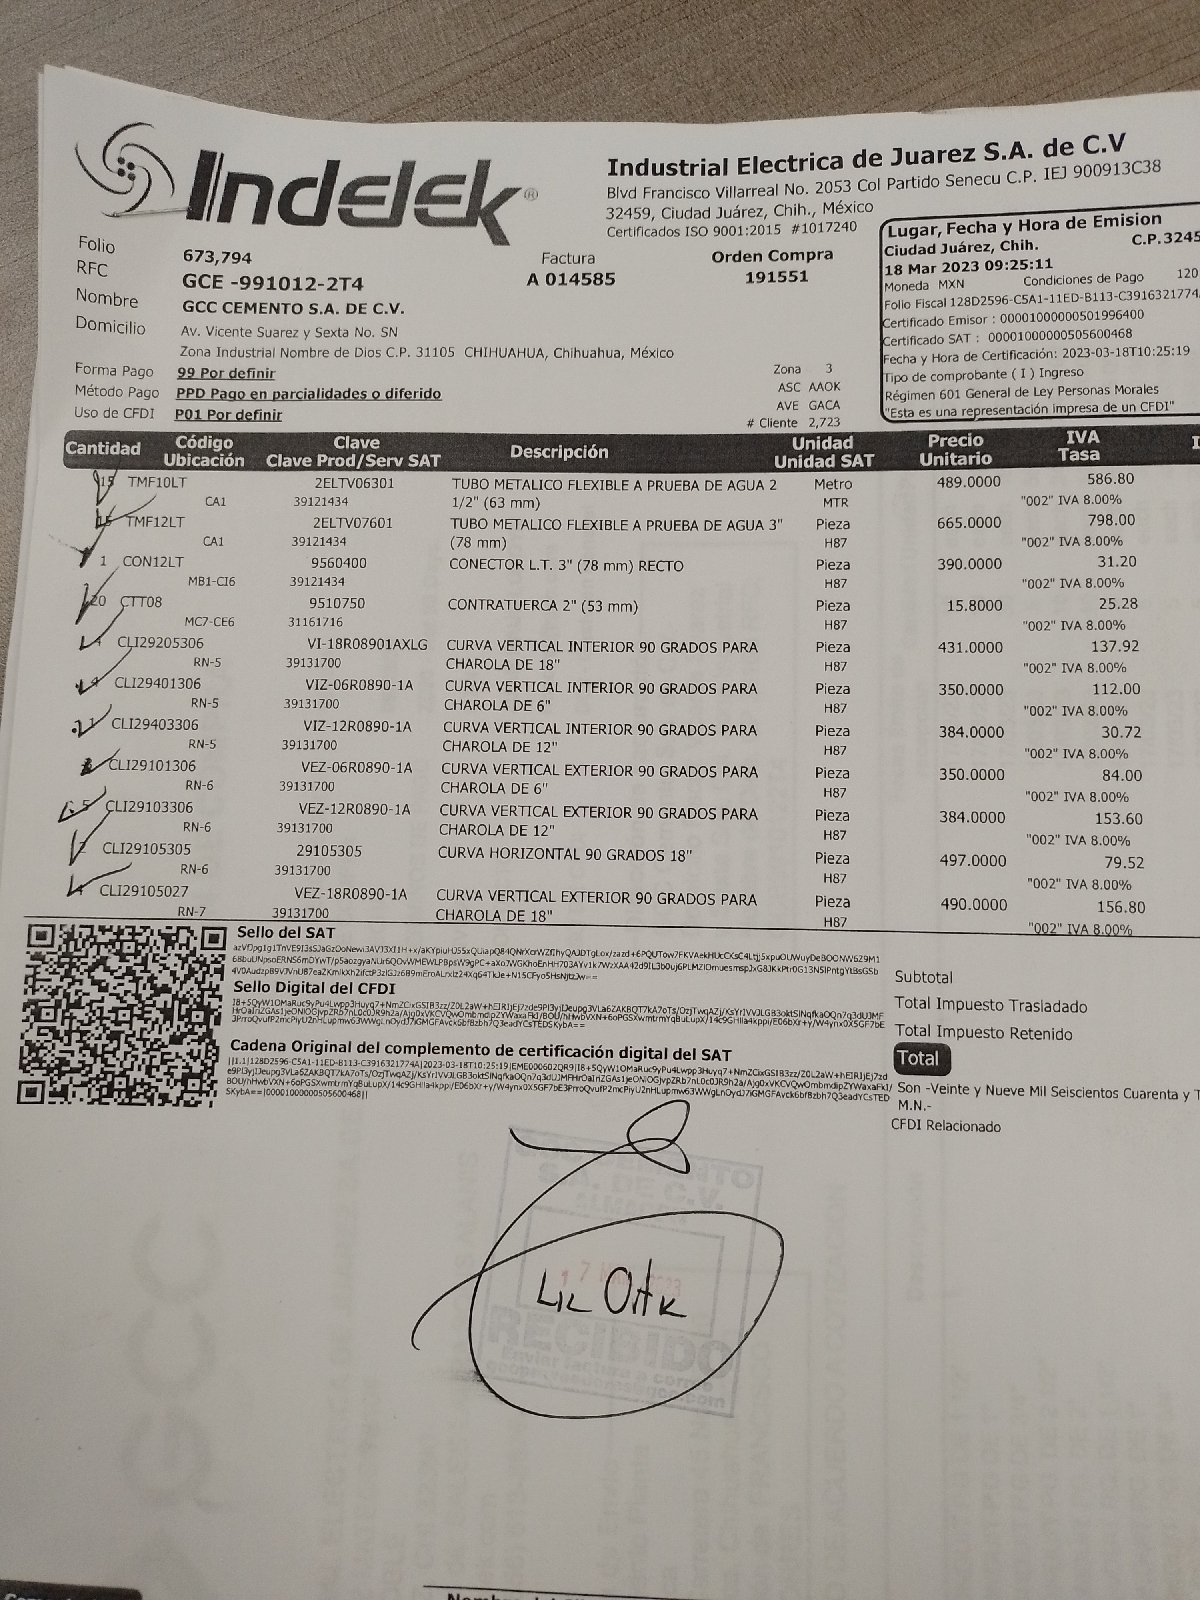 Indelek®
Industrial Electrica de Juarez S.A. de C.V
Blvd Francisco Villarreal No. 2053 Col Partido Senecu C.P. IEJ 900913C38
32459, Ciudad Juárez, Chih., México
Certificados ISO 9001:2015 #1017240
Lugar, Fecha y Hora de Emision
Ciudad Juárez, Chih. C.P.3245
18 Mar 2023 09:25:11
Moneda MXN Condiciones de Pago 120
Folio Fiscal 128D2596-C5A1-11ED-B113-C3916321774
Certificado Emisor : 00001000000501996400
Certificado SAT : 00001000000505600468
Fecha y Hora de Certificación: 2023-03-18T10:25:19
Tipo de comprobante ( I ) Ingreso
Régimen 601 General de Ley Personas Morales
"Esta es una representación impresa de un CFDI"
Folio 673,794 Factura Orden Compra
RFC GCE -991012-2T4 A 014585 191551
Nombre GCC CEMENTO S.A. DE C.V.
Domicilio Av. Vicente Suarez y Sexta No. SN
Zona Industrial Nombre de Dios C.P. 31105 CHIHUAHUA, Chihuahua, México
Forma Pago 99 Por definir Zona 3
Método Pago PPD Pago en parcialidades o diferido ASC AAOK
Uso de CFDI P01 Por definir AVE GACA
# Cliente 2,723
Cantidad Código Ubicación Clave Clave Prod/Serv SAT Descripción Unidad Unidad SAT Precio Unitario IVA Tasa
15 TMF10LT 2ELTV06301 TUBO METALICO FLEXIBLE A PRUEBA DE AGUA 2 Metro 489.0000 586.80
CA1 39121434 1/2" (63 mm) MTR "002" IVA 8.00%
15 TMF12LT 2ELTV07601 TUBO METALICO FLEXIBLE A PRUEBA DE AGUA 3" Pieza 665.0000 798.00
CA1 39121434 (78 mm) H87 "002" IVA 8.00%
1 CON12LT 9560400 CONECTOR L.T. 3" (78 mm) RECTO Pieza 390.0000 31.20
MB1-CI6 39121434 H87 "002" IVA 8.00%
20 CTT08 9510750 CONTRATUERCA 2" (53 mm) Pieza 15.8000 25.28
MC7-CE6 31161716 H87 "002" IVA 8.00%
4 CLI29205306 VI-18R08901AXLG CURVA VERTICAL INTERIOR 90 GRADOS PARA Pieza 431.0000 137.92
RN-5 39131700 CHAROLA DE 18" H87 "002" IVA 8.00%
4 CLI29401306 VIZ-06R0890-1A CURVA VERTICAL INTERIOR 90 GRADOS PARA Pieza 350.0000 112.00
RN-5 39131700 CHAROLA DE 6" H87 "002" IVA 8.00%
1 CLI29403306 VIZ-12R0890-1A CURVA VERTICAL INTERIOR 90 GRADOS PARA Pieza 384.0000 30.72
RN-5 39131700 CHAROLA DE 12" H87 "002" IVA 8.00%
CLI29101306 VEZ-06R0890-1A CURVA VERTICAL EXTERIOR 90 GRADOS PARA Pieza 350.0000 84.00
RN-6 39131700 CHAROLA DE 6" H87 "002" IVA 8.00%
5 CLI29103306 VEZ-12R0890-1A CURVA VERTICAL EXTERIOR 90 GRADOS PARA Pieza 384.0000 153.60
RN-6 39131700 CHAROLA DE 12" H87 "002" IVA 8.00%
2 CLI29105305 29105305 CURVA HORIZONTAL 90 GRADOS 18" Pieza 497.0000 79.52
RN-6 39131700 H87 "002" IVA 8.00%
4 CLI29105027 VEZ-18R0890-1A CURVA VERTICAL EXTERIOR 90 GRADOS PARA Pieza 490.0000 156.80
RN-7 39131700 CHAROLA DE 18" H87 "002" IVA 8.00%
Sello del SAT
Sello Digital del CFDI
Cadena Original del complemento de certificación digital del SAT
Subtotal
Total Impuesto Trasladado
Total Impuesto Retenido
Total
Son -Veinte y Nueve Mil Seiscientos Cuarenta y T
M.N.-
CFDI Relacionado
S.A. DE C.V.
RECIBIDO